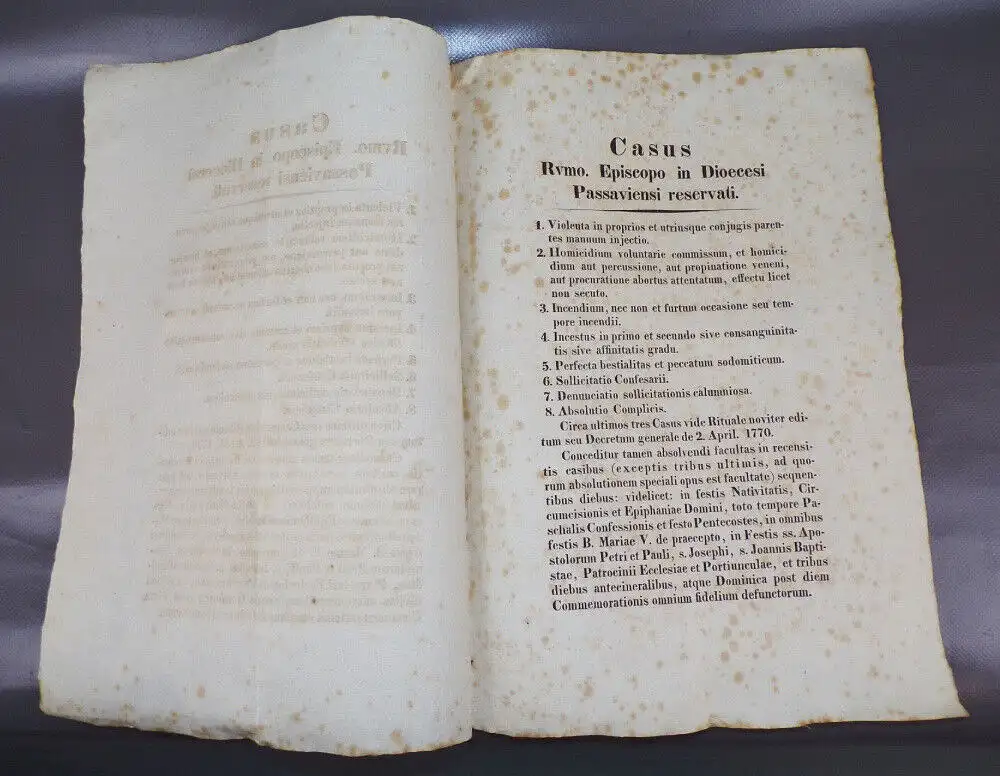 Casus
Rvmo. Episcopo in Dioecesi
Passaviensi reservati.
1. Violenta in proprios et utriusque conjugis paren-
tes manuum injectio.
2. Homicidium voluntarie commissum, et homici-
dium aut percussione, aut propinatione veneni,
aut procuratione abortus attentatum, effectu licet
non secuto.
3. Incendium, nec non et furtum occasione seu tem-
pore incendii.
4. Incestus in primo et secundo sive consanguinita-
tis sive affinitatis gradu.
5. Perfecta bestialitas et peccatum sodomiticum.
6. Sollicitatio Confesarii.
7. Denunciatio sollicitationis calumniosa.
8. Absolutio Complicis.
Circa ultimos tres Casus vide Rituale noviter edi-
tum seu Decretum generale de 2. April. 1770.
Conceditur tamen absolvendi facultas in recensi-
tis casibus (exceptis tribus ultimis, ad quo-
rum absolutionem speciali opus est facultate) sequen-
tibus diebus: videlicet: in festis Nativitatis, Cir-
cumcisionis et Epiphaniae Domini, toto tempore Pa-
schalis Confessionis et festo Pentecostes, in omnibus
festis B. Mariae V. de praecepto, in Festis ss. Apo-
stolorum Petri et Pauli, s. Josephi, s. Joannis Bapti-
stae, Patrocinii Ecclesiae et Portiunculae, et tribus
diebus antecineralibus, atque Dominica post diem
Commemorationis omnium fidelium defunctorum.